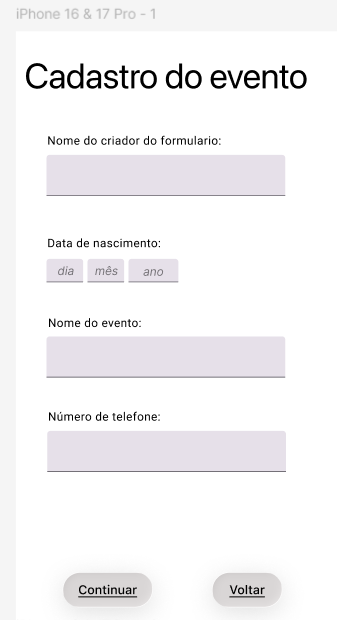 iPhone 16 & 17 Pro - 1
Cadastro do evento
Nome do criador do formulario:
Data de nascimento:
dia mês ano
Nome do evento:
Número de telefone:
Continuar Voltar